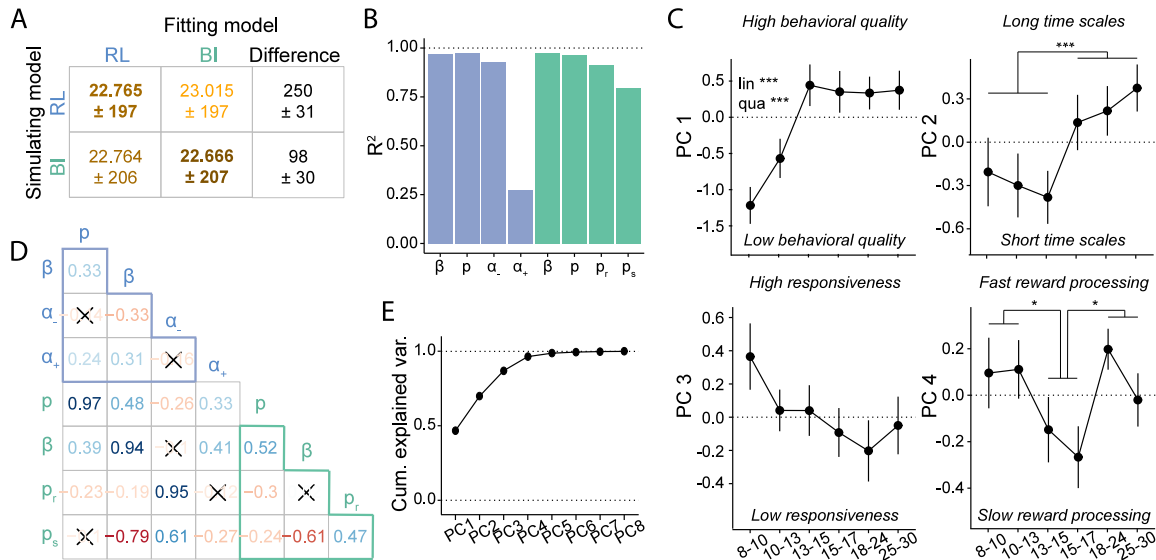 A
Fitting model
RL
BI
Difference
Simulating model
RL
22.765
± 197
23.015
± 197
250
± 31
BI
22.764
± 206
22.666
± 207
98
± 30
B
R²
1.00
0.75
0.50
0.25
0.00
β p α₋ α₊ β p pᵣ pₛ
C
High behavioral quality
PC 1
0.5
0.0
-0.5
-1.0
-1.5
lin ***
qua ***
Low behavioral quality
Long time scales
PC 2
0.3
0.0
-0.3
-0.6
***
Short time scales
High responsiveness
PC 3
0.6
0.4
0.2
0.0
-0.2
-0.4
Low responsiveness
8-10 10-13 13-15 15-17 18-24 25-30
Fast reward processing
PC 4
0.2
0.0
-0.2
-0.4
* *
Slow reward processing
8-10 10-13 13-15 15-17 18-24 25-30
D
p
β 0.33 β
α₋ -0.33 α₋
α₊ 0.24 0.31 α₊
p 0.97 0.48 -0.26 0.33 p
β 0.39 0.94 0.41 0.52 β
pᵣ -0.23 -0.19 0.95 -0.3 pᵣ
pₛ -0.79 0.61 -0.27 -0.24 -0.61 0.47
E
Cum. explained var.
1.0
0.5
0.0
PC1 PC2 PC3 PC4 PC5 PC6 PC7 PC8